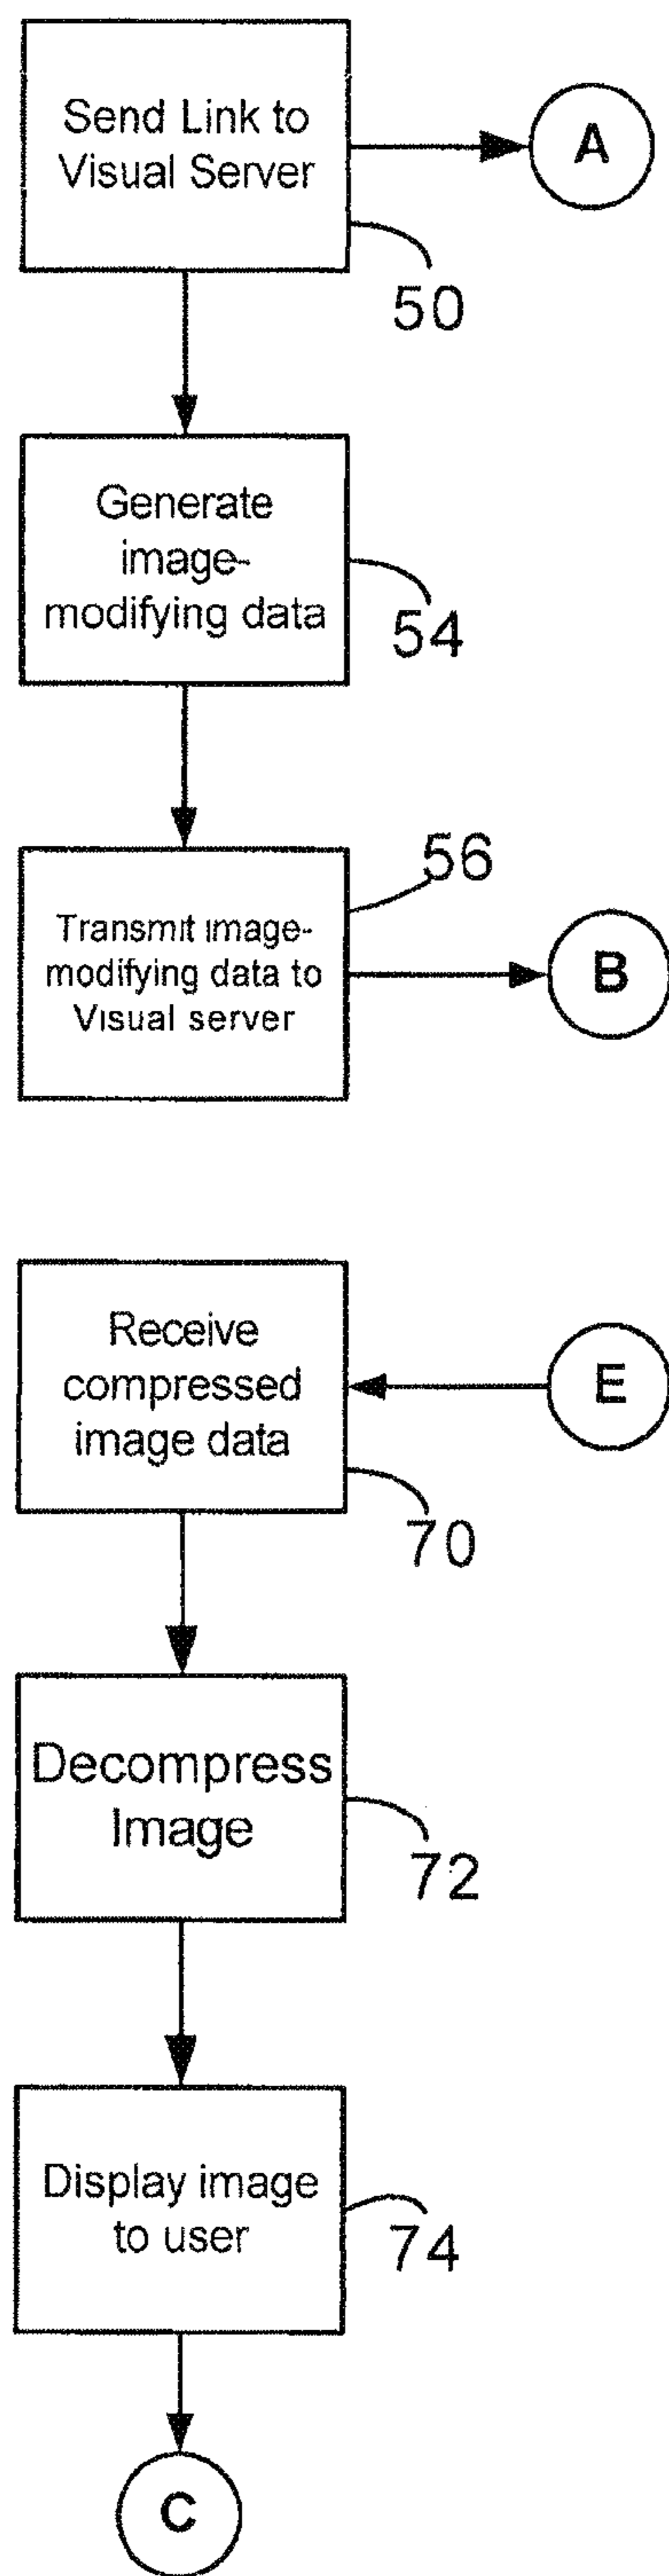 Send Link to
Visual Server
A
50
Generate
image-
modifying data
54
56
Transmit image-
modifying data to
Visual server
B
Receive
compressed
image data
E
70
Decompress
Image
72
Display image
to user
74
C